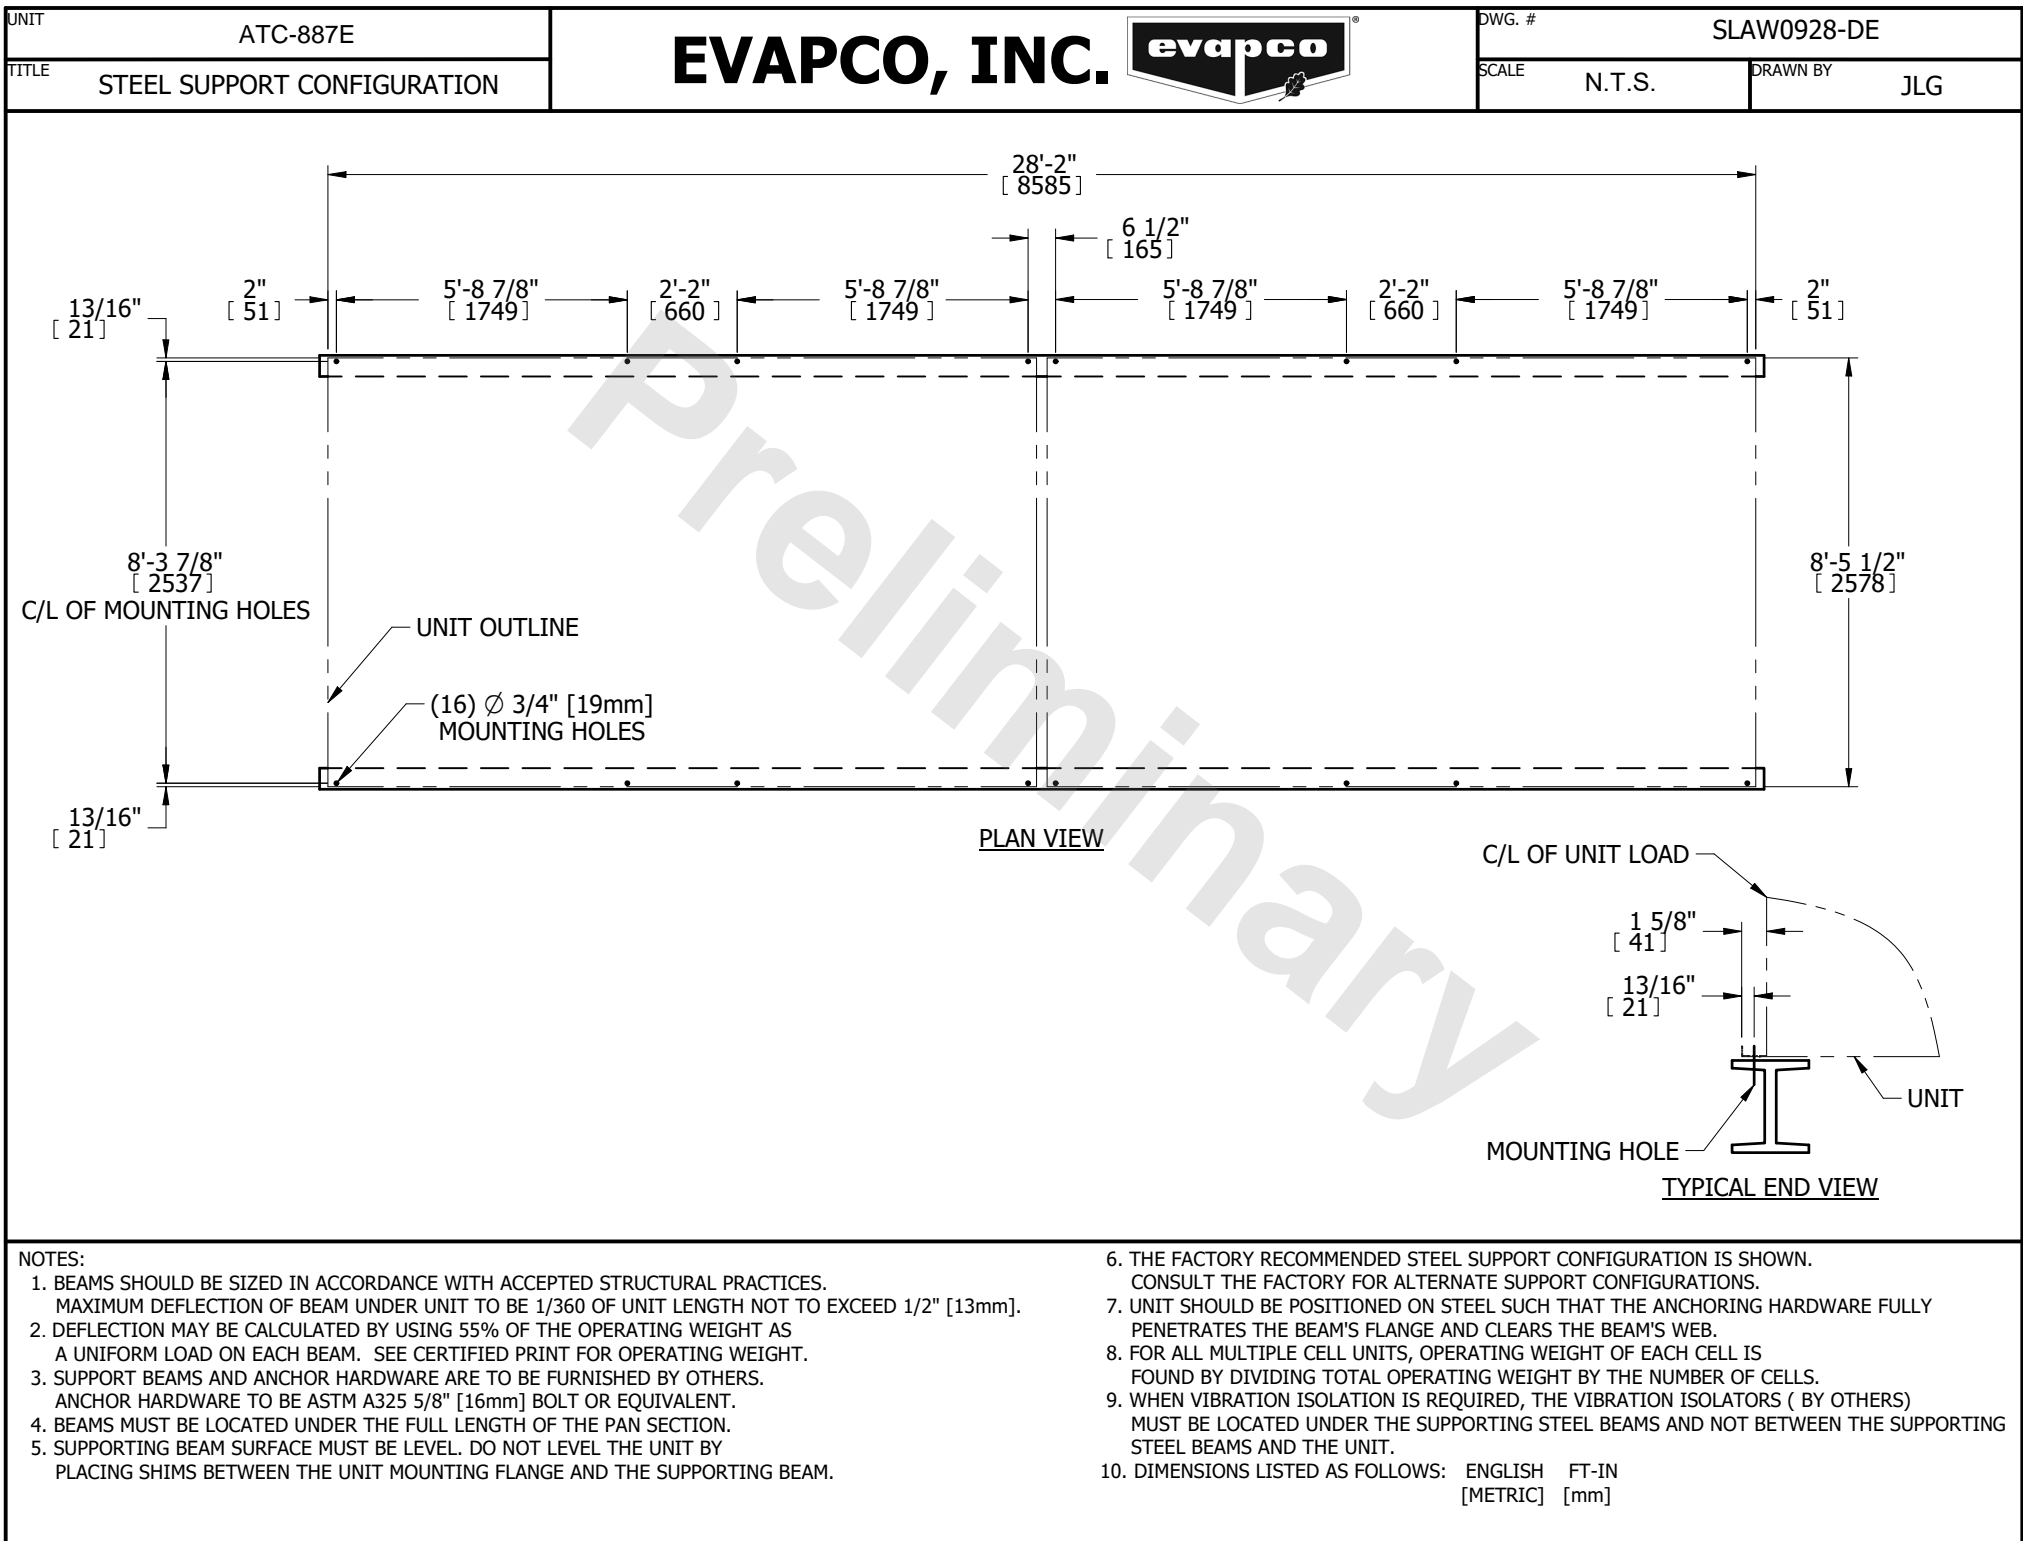 UNIT
ATC-887E
TITLE
STEEL SUPPORT CONFIGURATION
EVAPCO, INC.
evapco
®
DWG. #
SLAW0928-DE
SCALE
N.T.S.
DRAWN BY
JLG
28'-2"
[ 8585]
6 1/2"
[ 165]
13/16"
[ 21]
2"
[ 51]
5'-8 7/8"
[ 1749]
2'-2"
[ 660 ]
5'-8 7/8"
[ 1749 ]
5'-8 7/8"
[ 1749 ]
2'-2"
[ 660 ]
5'-8 7/8"
[ 1749]
2"
[ 51]
8'-3 7/8"
[ 2537]
C/L OF MOUNTING HOLES
8'-5 1/2"
[ 2578]
UNIT OUTLINE
(16) ∅ 3/4" [19mm]
MOUNTING HOLES
13/16"
[ 21]
PLAN VIEW
Preliminary
C/L OF UNIT LOAD
1 5/8"
[ 41]
13/16"
[ 21]
UNIT
MOUNTING HOLE
TYPICAL END VIEW
NOTES:
1. BEAMS SHOULD BE SIZED IN ACCORDANCE WITH ACCEPTED STRUCTURAL PRACTICES.
MAXIMUM DEFLECTION OF BEAM UNDER UNIT TO BE 1/360 OF UNIT LENGTH NOT TO EXCEED 1/2" [13mm].
2. DEFLECTION MAY BE CALCULATED BY USING 55% OF THE OPERATING WEIGHT AS
A UNIFORM LOAD ON EACH BEAM. SEE CERTIFIED PRINT FOR OPERATING WEIGHT.
3. SUPPORT BEAMS AND ANCHOR HARDWARE ARE TO BE FURNISHED BY OTHERS.
ANCHOR HARDWARE TO BE ASTM A325 5/8" [16mm] BOLT OR EQUIVALENT.
4. BEAMS MUST BE LOCATED UNDER THE FULL LENGTH OF THE PAN SECTION.
5. SUPPORTING BEAM SURFACE MUST BE LEVEL. DO NOT LEVEL THE UNIT BY
PLACING SHIMS BETWEEN THE UNIT MOUNTING FLANGE AND THE SUPPORTING BEAM.
6. THE FACTORY RECOMMENDED STEEL SUPPORT CONFIGURATION IS SHOWN.
CONSULT THE FACTORY FOR ALTERNATE SUPPORT CONFIGURATIONS.
7. UNIT SHOULD BE POSITIONED ON STEEL SUCH THAT THE ANCHORING HARDWARE FULLY
PENETRATES THE BEAM'S FLANGE AND CLEARS THE BEAM'S WEB.
8. FOR ALL MULTIPLE CELL UNITS, OPERATING WEIGHT OF EACH CELL IS
FOUND BY DIVIDING TOTAL OPERATING WEIGHT BY THE NUMBER OF CELLS.
9. WHEN VIBRATION ISOLATION IS REQUIRED, THE VIBRATION ISOLATORS ( BY OTHERS)
MUST BE LOCATED UNDER THE SUPPORTING STEEL BEAMS AND NOT BETWEEN THE SUPPORTING
STEEL BEAMS AND THE UNIT.
10. DIMENSIONS LISTED AS FOLLOWS: ENGLISH FT-IN
[METRIC] [mm]